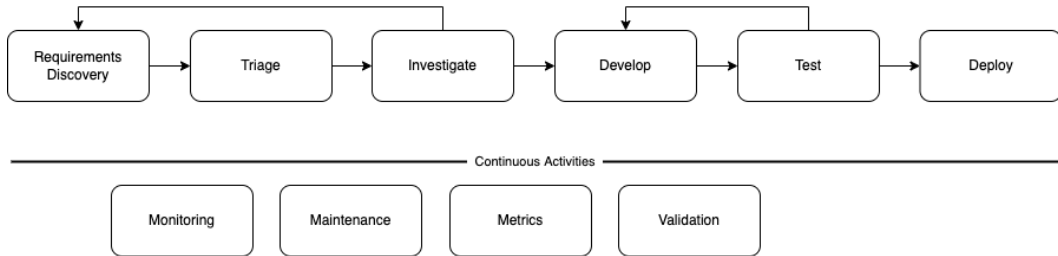 Requirements
Discovery
Triage
Investigate
Develop
Test
Deploy
Continuous Activities
Monitoring
Maintenance
Metrics
Validation